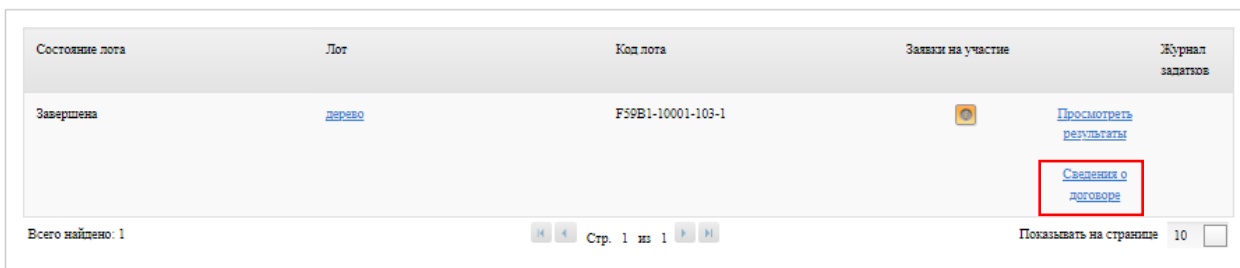 Состояние лота Лот Код лота Заявки на участие Журнал
задатков
Завершена дерево F59B1-10001-103-1 Просмотреть
результаты
Сведения о
договоре
Всего найдено: 1 Стр. 1 из 1 Показывать на странице 10